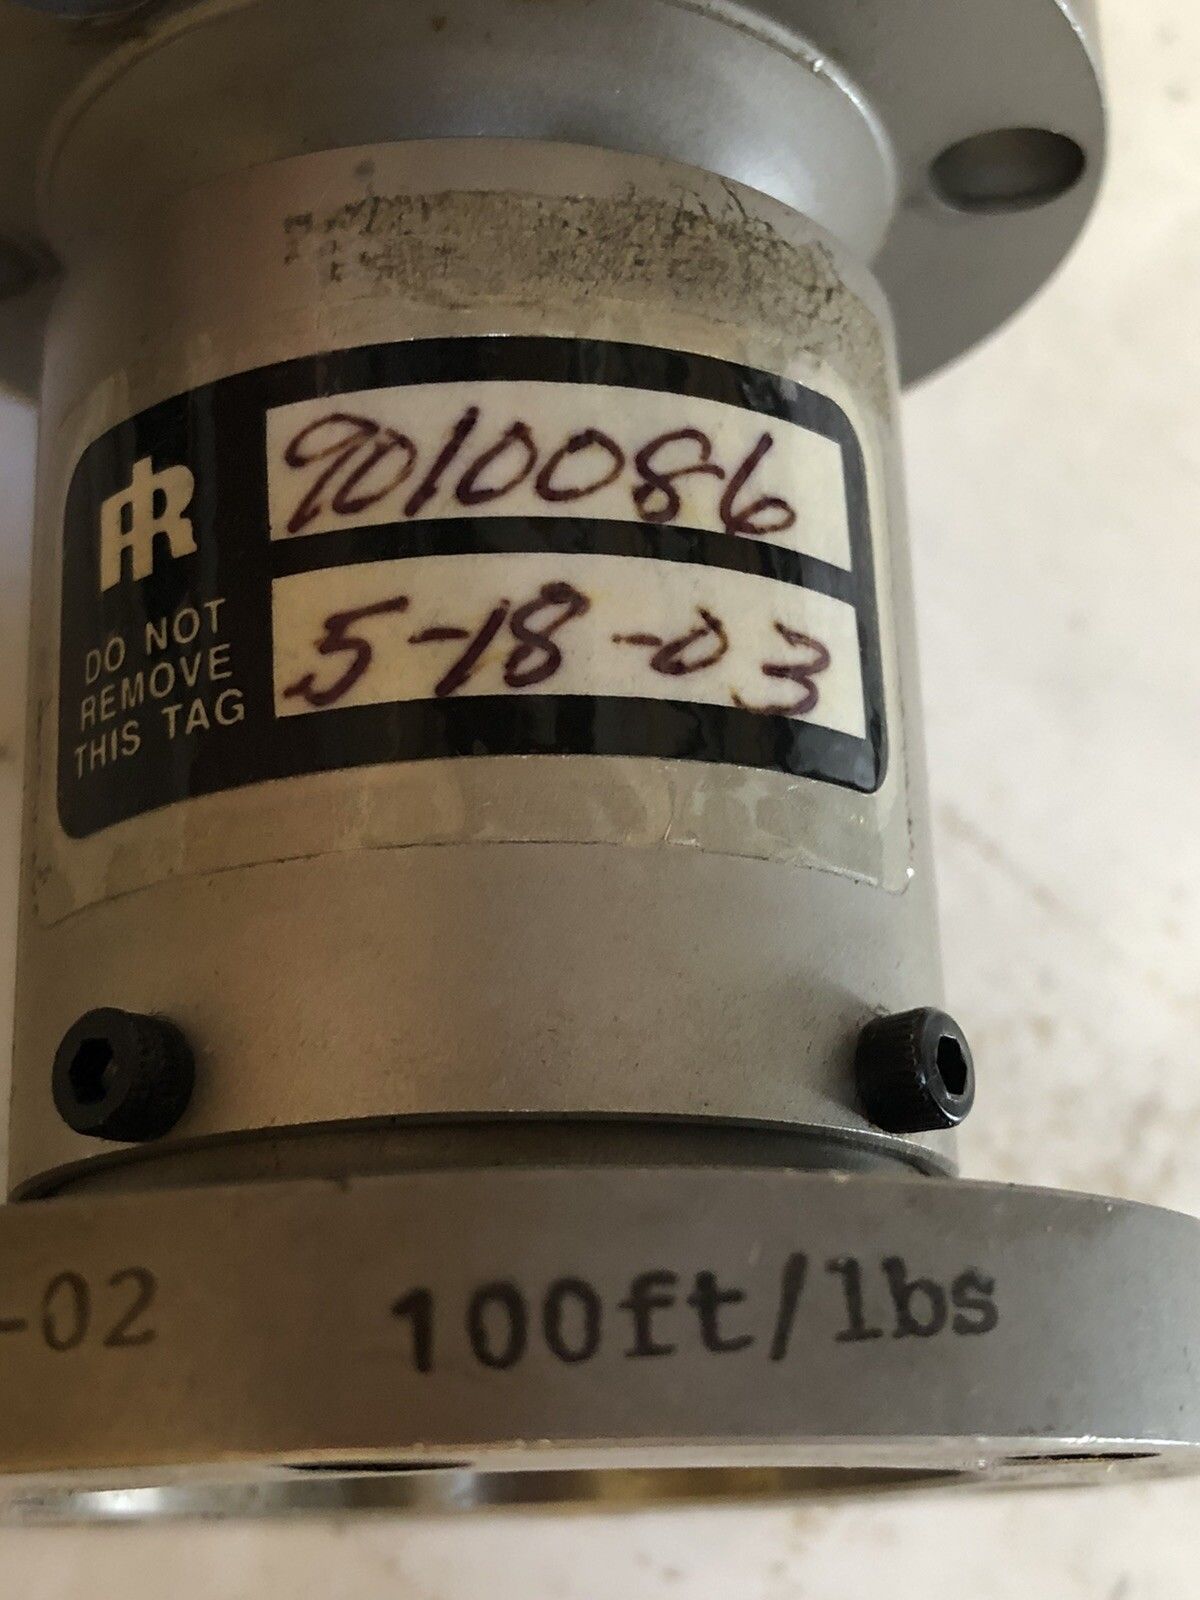 9010086
IR
DO NOT
REMOVE
THIS TAG
5-18-03
-02 100ft/lbs